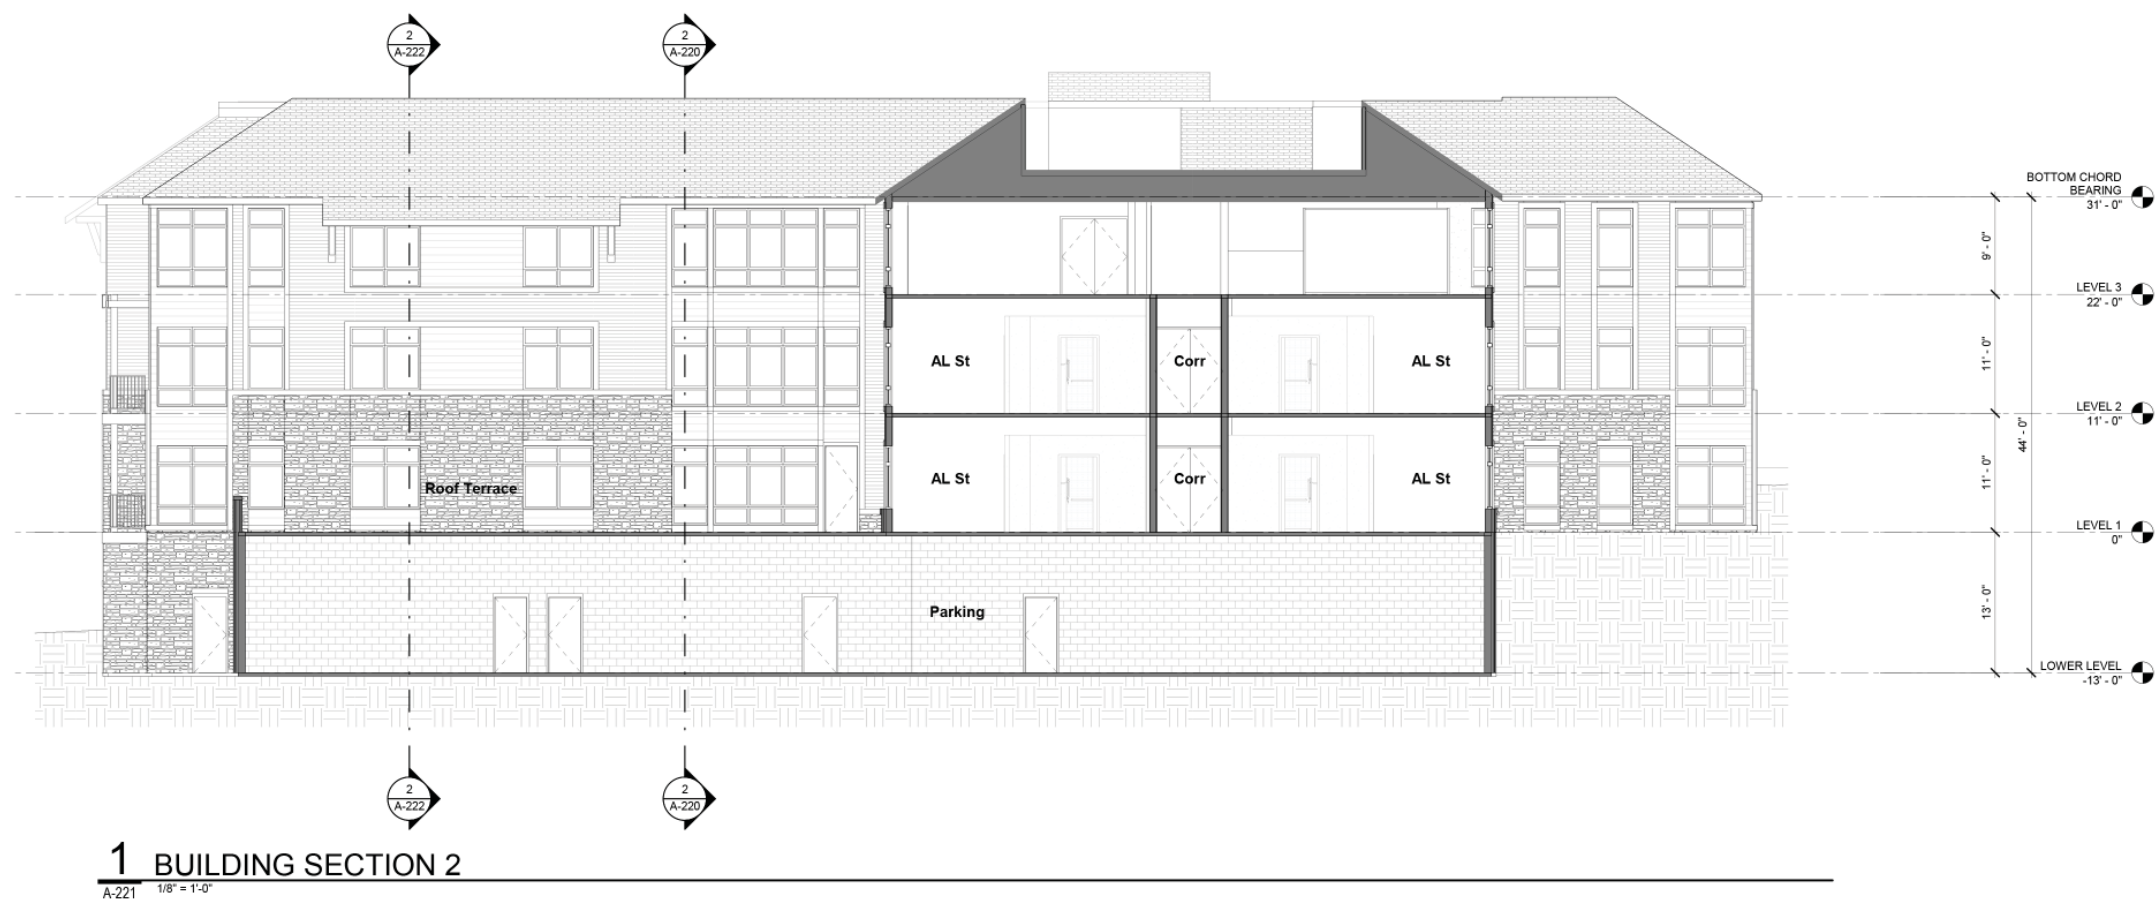 2
A-222
2
A-220
BOTTOM CHORD
BEARING
31' - 0"
9' - 0"
LEVEL 3
22' - 0"
AL St
Corr
AL St
11' - 0"
LEVEL 2
11' - 0"
44' - 0"
AL St
Corr
AL St
Roof Terrace
11' - 0"
LEVEL 1
0"
Parking
13' - 0"
LOWER LEVEL
-13' - 0"
2
A-222
2
A-220
1
BUILDING SECTION 2
A-221
1/8" = 1'-0"